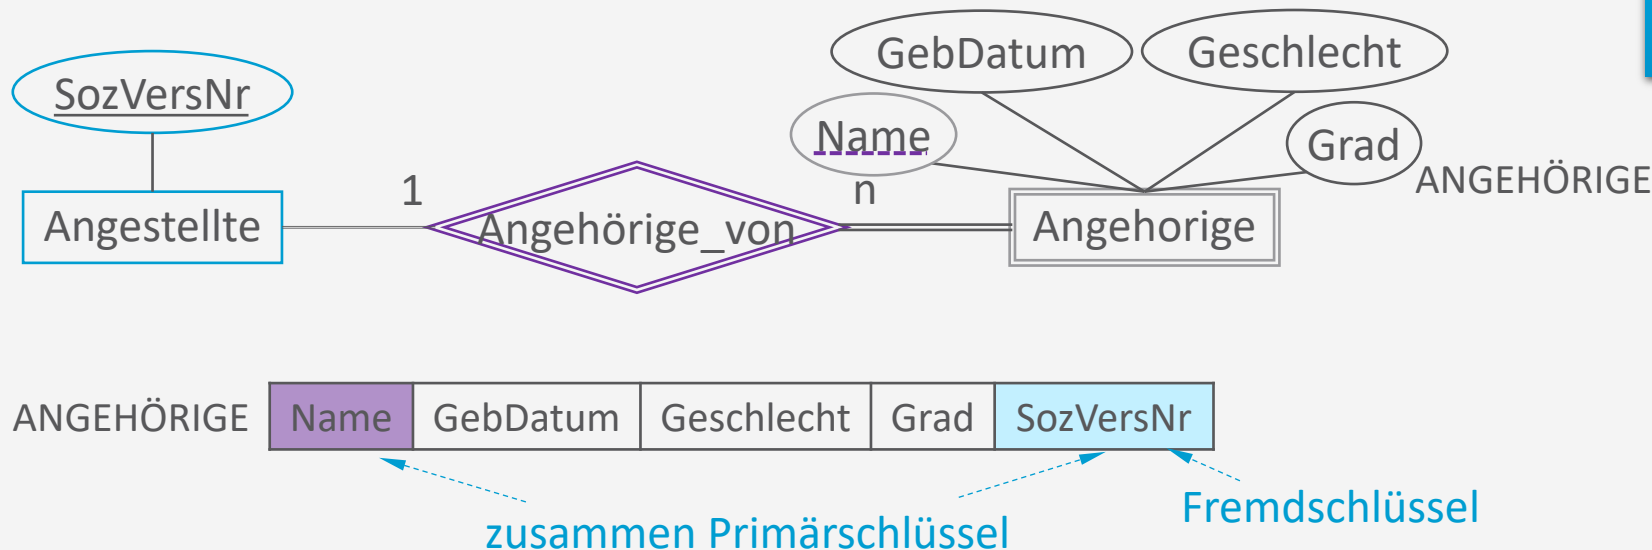 GebDatum
Geschlecht
SozVersNr
Name
Grad
ANGEHÖRIGE
1
n
Angestellte
Angehörige_von
Angehorige
ANGEHÖRIGE Name GebDatum Geschlecht Grad SozVersNr
Fremdschlüssel
zusammen Primärschlüssel